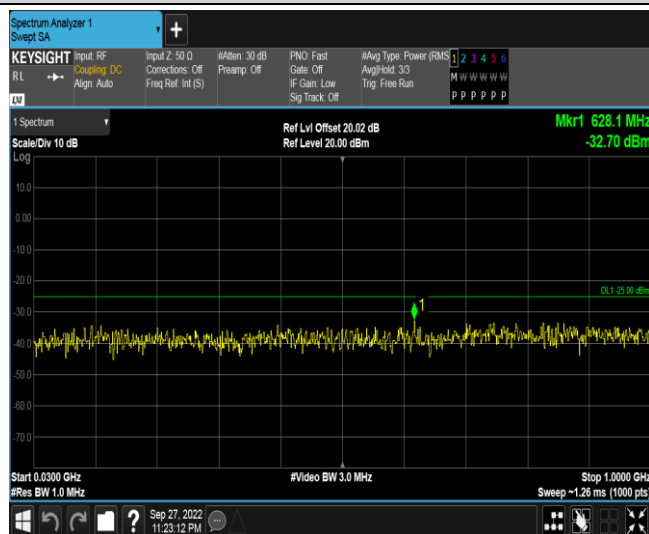 Spectrum Analyzer 1
Swept SA
+
KEYSIGHT
R L
LXI
Input: RF
Coupling: DC
Align: Auto
Input Z: 50 Ω
Corrections: Off
Freq Ref: Int (S)
#Atten: 30 dB
Preamp: Off
PNO: Fast
Gate: Off
IF Gain: Low
Sig Track: Off
#Avg Type: Power (RMS
Avg|Hold: 3/3
Trig: Free Run
1 2 3 4 5 6
M W W W W W
P P P P P P
1 Spectrum
Scale/Div 10 dB
Log
Ref Lvl Offset 20.02 dB
Ref Level 20.00 dBm
Mkr1 628.1 MHz
-32.70 dBm
10.0
0.00
-10.0
-20.0
DL1 -25.00 dBm
-30.0
1
-40.0
-50.0
-60.0
-70.0
Start 0.0300 GHz
#Res BW 1.0 MHz
#Video BW 3.0 MHz
Stop 1.0000 GHz
Sweep ~1.26 ms (1000 pts)
?
Sep 27, 2022
11:23:12 PM